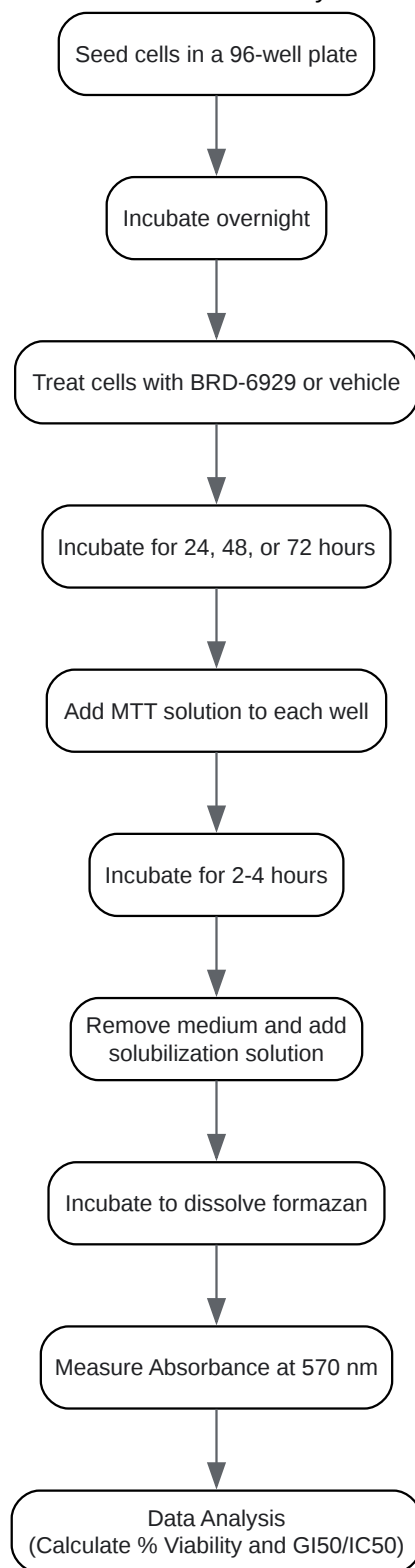 Seed cells in a 96-well plate
Incubate overnight
Treat cells with BRD-6929 or vehicle
Incubate for 24, 48, or 72 hours
Add MTT solution to each well
Incubate for 2-4 hours
Remove medium and add
solubilization solution
Incubate to dissolve formazan
Measure Absorbance at 570 nm
Data Analysis
(Calculate % Viability and GI50/IC50)